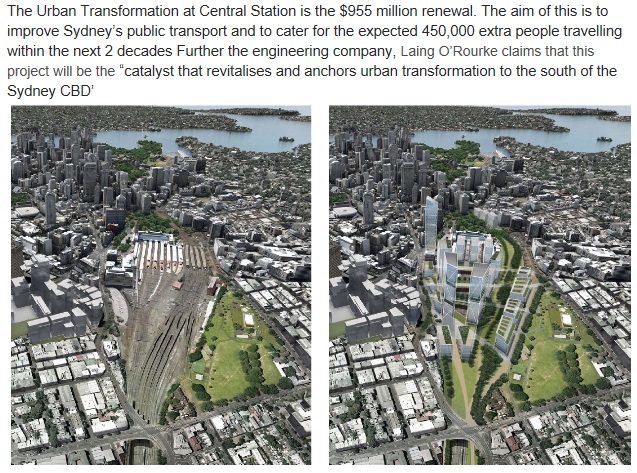 The Urban Transformation at Central Station is the $955 million renewal. The aim of this is to
improve Sydney’s public transport and to cater for the expected 450,000 extra people travelling
within the next 2 decades Further the engineering company, Laing O’Rourke claims that this
project will be the “catalyst that revitalises and anchors urban transformation to the south of the
Sydney CBD’